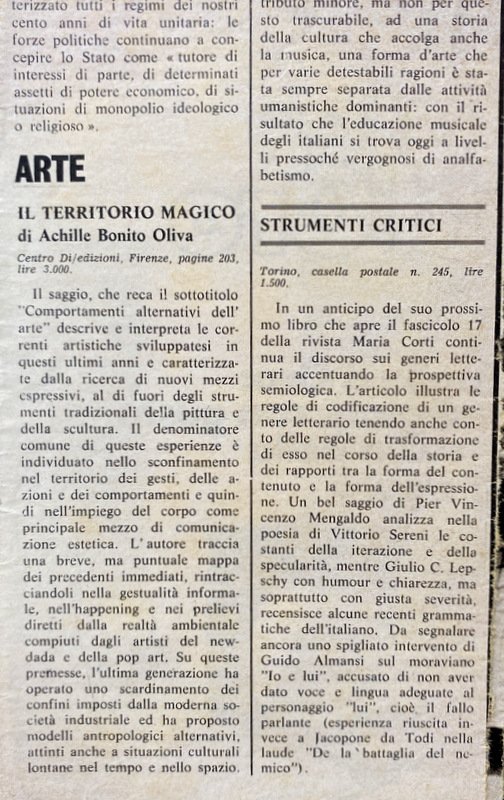 terizzato tutti i regimi dei nostri
cento anni di vita unitaria: le
forze politiche continuano a con-
cepire lo Stato come « tutore di
interessi di parte, di determinati
assetti di potere economico, di si-
tuazioni di monopolio ideologico
o religioso ».
ARTE
IL TERRITORIO MAGICO
di Achille Bonito Oliva
Centro Di/edizioni, Firenze, pagine 203,
lire 3.000.
Il saggio, che reca il sottotitolo
"Comportamenti alternativi dell'
arte" descrive e interpreta le cor-
renti artistiche sviluppatesi in
questi ultimi anni e caratterizza-
te dalla ricerca di nuovi mezzi
espressivi, al di fuori degli stru-
menti tradizionali della pittura e
della scultura. Il denominatore
comune di queste esperienze è
individuato nello sconfinamento
nel territorio dei gesti, delle a-
zioni e dei comportamenti e quin-
di nell'impiego del corpo come
principale mezzo di comunica-
zione estetica. L'autore traccia
una breve, ma puntuale mappa
dei precedenti immediati, rintrac-
ciandoli nella gestualità informa-
le, nell'happening e nei prelievi
diretti dalla realtà ambientale
compiuti dagli artisti del new-
dada e della pop art. Su queste
premesse, l'ultima generazione ha
operato uno scardinamento dei
confini imposti dalla moderna so-
cietà industriale ed ha proposto
modelli antropologici alternativi,
attinti anche a situazioni culturali
lontane nel tempo e nello spazio.
tributo minore, ma non per que-
sto trascurabile, ad una storia
della cultura che accolga anche
la musica, una forma d'arte che
per varie detestabili ragioni è sta-
ta sempre separata dalle attività
umanistiche dominanti: con il ri-
sultato che l'educazione musicale
degli italiani si trova oggi a livel-
li pressoché vergognosi di analfa-
betismo.
STRUMENTI CRITICI
Torino, casella postale n. 245, lire
1.500.
In un anticipo del suo prossi-
mo libro che apre il fascicolo 17
della rivista Maria Corti conti-
nua il discorso sui generi lette-
rari accentuando la prospettiva
semiologica. L'articolo illustra le
regole di codificazione di un ge-
nere letterario tenendo anche con-
to delle regole di trasformazione
di esso nel corso della storia e
dei rapporti tra la forma del con-
tenuto e la forma dell'espressio-
ne. Un bel saggio di Pier Vin-
cenzo Mengaldo analizza nella
poesia di Vittorio Sereni le co-
stanti della iterazione e della
specularità, mentre Giulio C. Lep-
schy con humour e chiarezza, ma
soprattutto con giusta severità,
recensisce alcune recenti gramma-
tiche dell'italiano. Da segnalare
ancora uno spigliato intervento di
Guido Almansi sul moraviano
"Io e lui", accusato di non aver
dato voce e lingua adeguate al
personaggio "lui", cioè il fallo
parlante (esperienza riuscita in-
vece a Jacopone da Todi nella
laude "De la battaglia del ne-
mico").